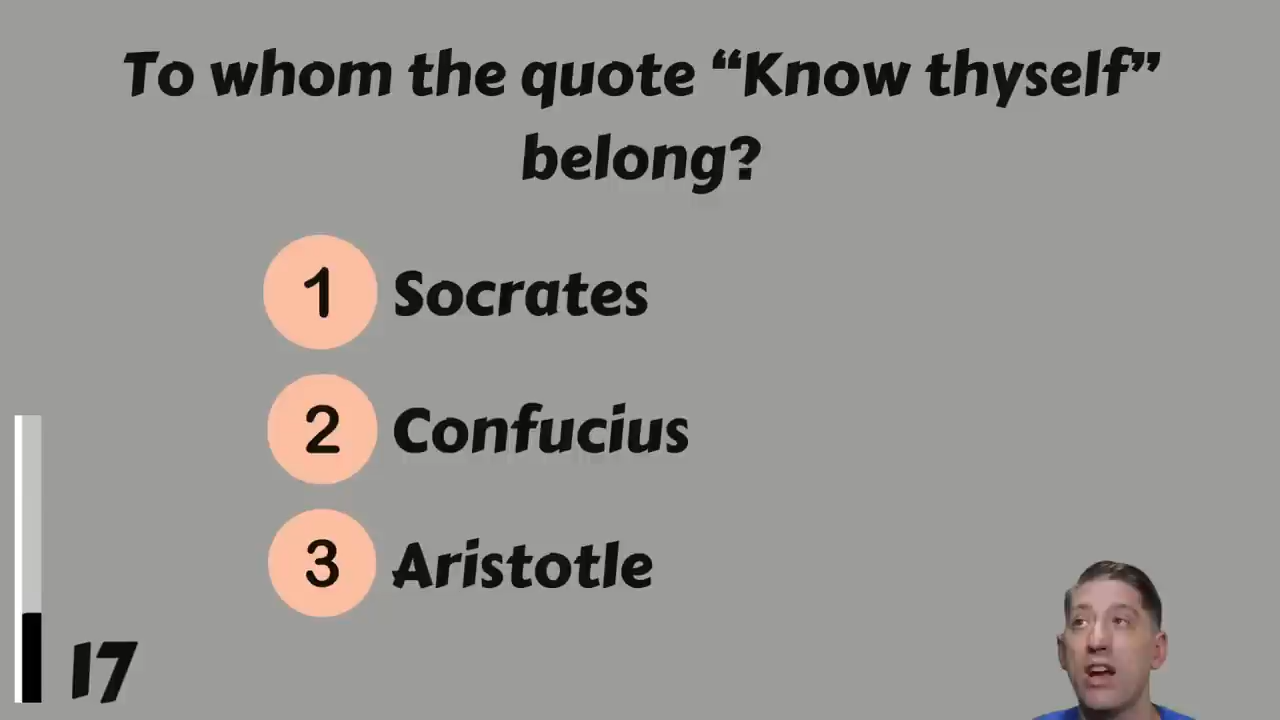 To whom the quote “Know thyself”
belong?
1 Socrates
2 Confucius
3 Aristotle
17